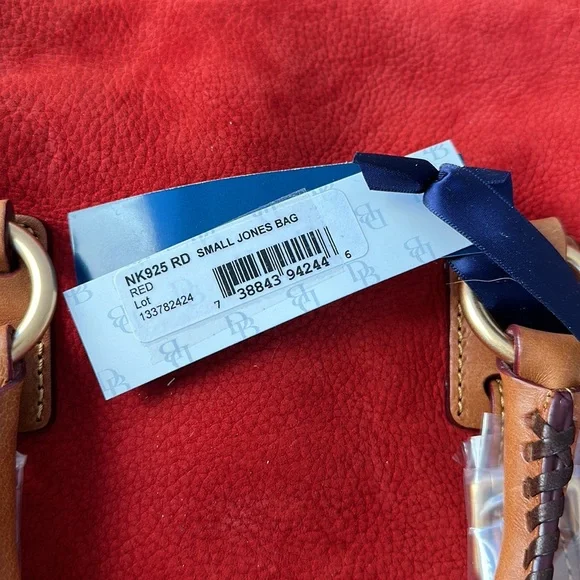 NK925 RD SMALL JONES BAG
RED
Lot
133782424
7 38843 94244 6